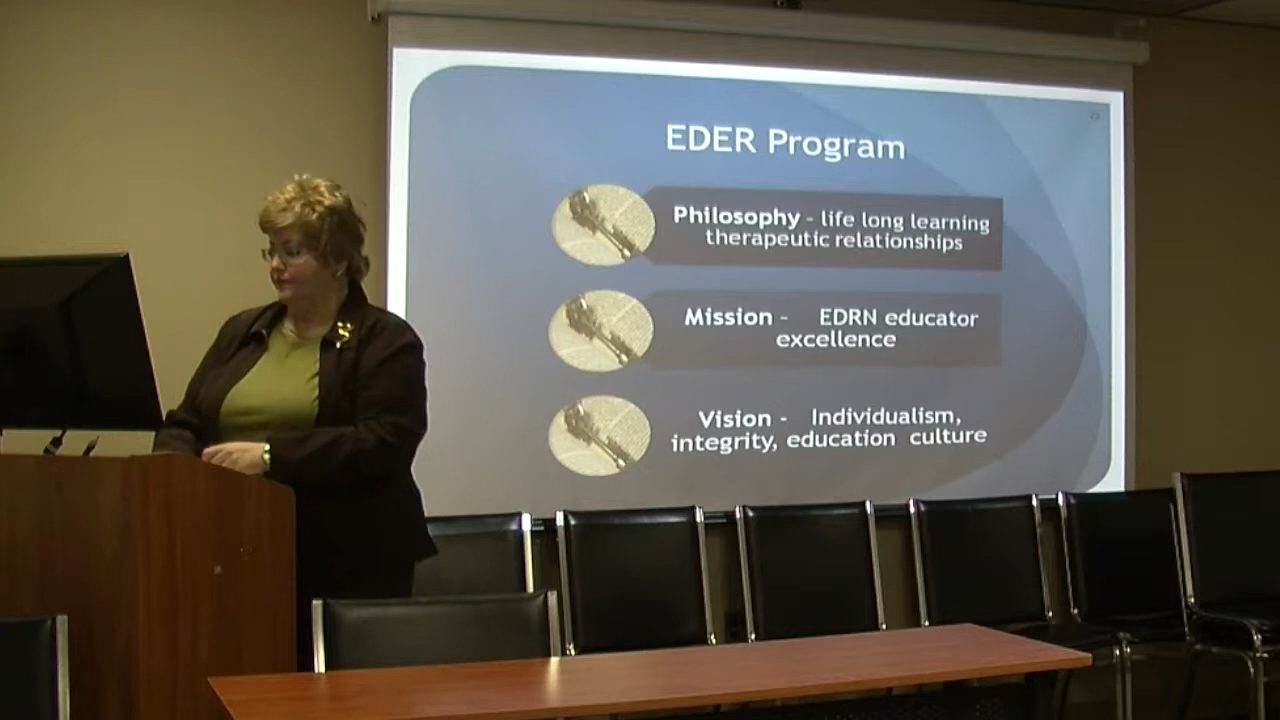 EDER Program
Philosophy - life long learning
therapeutic relationships
Mission - EDRN educator
excellence
Vision - Individualism,
integrity, education culture